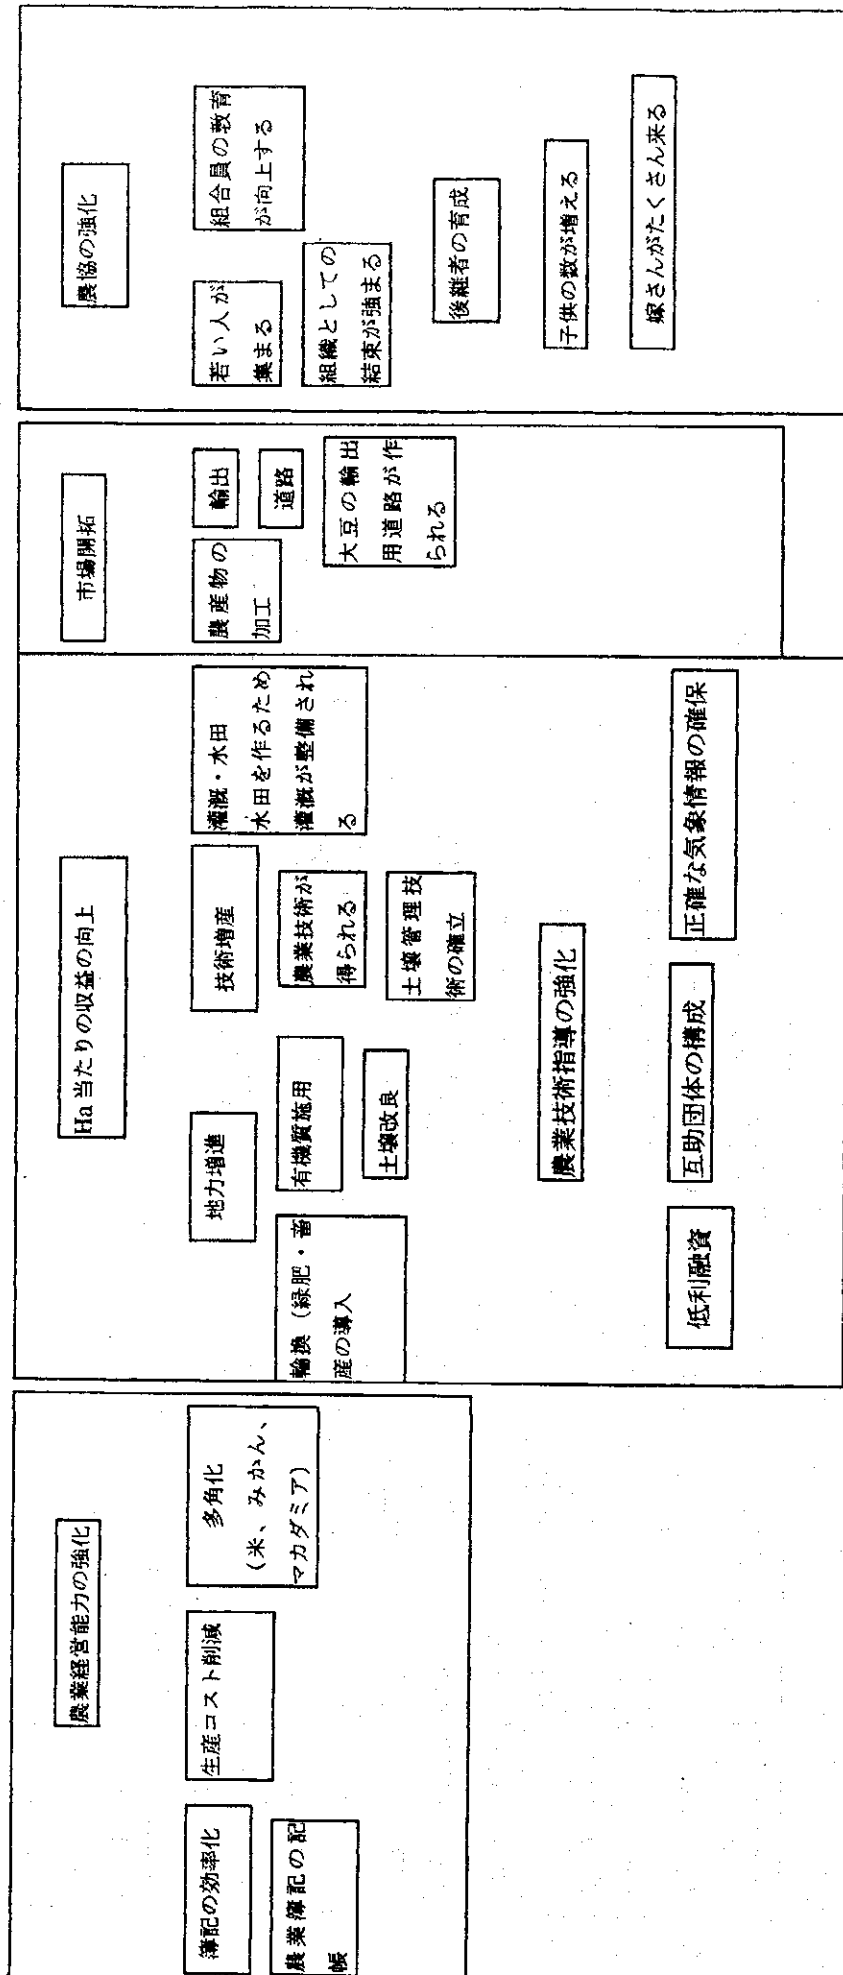 農業経営能力の強化
簿記の効率化
農業簿記の記
帳
生産コスト削減
多角化
(米、みかん、
マカダミア)
Ha 当たりの収益の向上
地力増進
輪換(緑肥・畜
産の導入
有機質施用
土壌改良
技術増産
農業技術が
得られる
土壌管理技
術の確立
灌漑・水田
水田を作るため
灌漑が整備され
る
農業技術指導の強化
低利融資
互助団体の構成
正確な気象情報の確保
市場開拓
農産物の
加工
輸出
道路
大豆の輸出
用道路が作
られる
農協の強化
若い人が
集まる
組織としての
結束が強まる
組合員の教育
が向上する
後継者の育成
子供の数が増える
嫁さんがたくさん来る